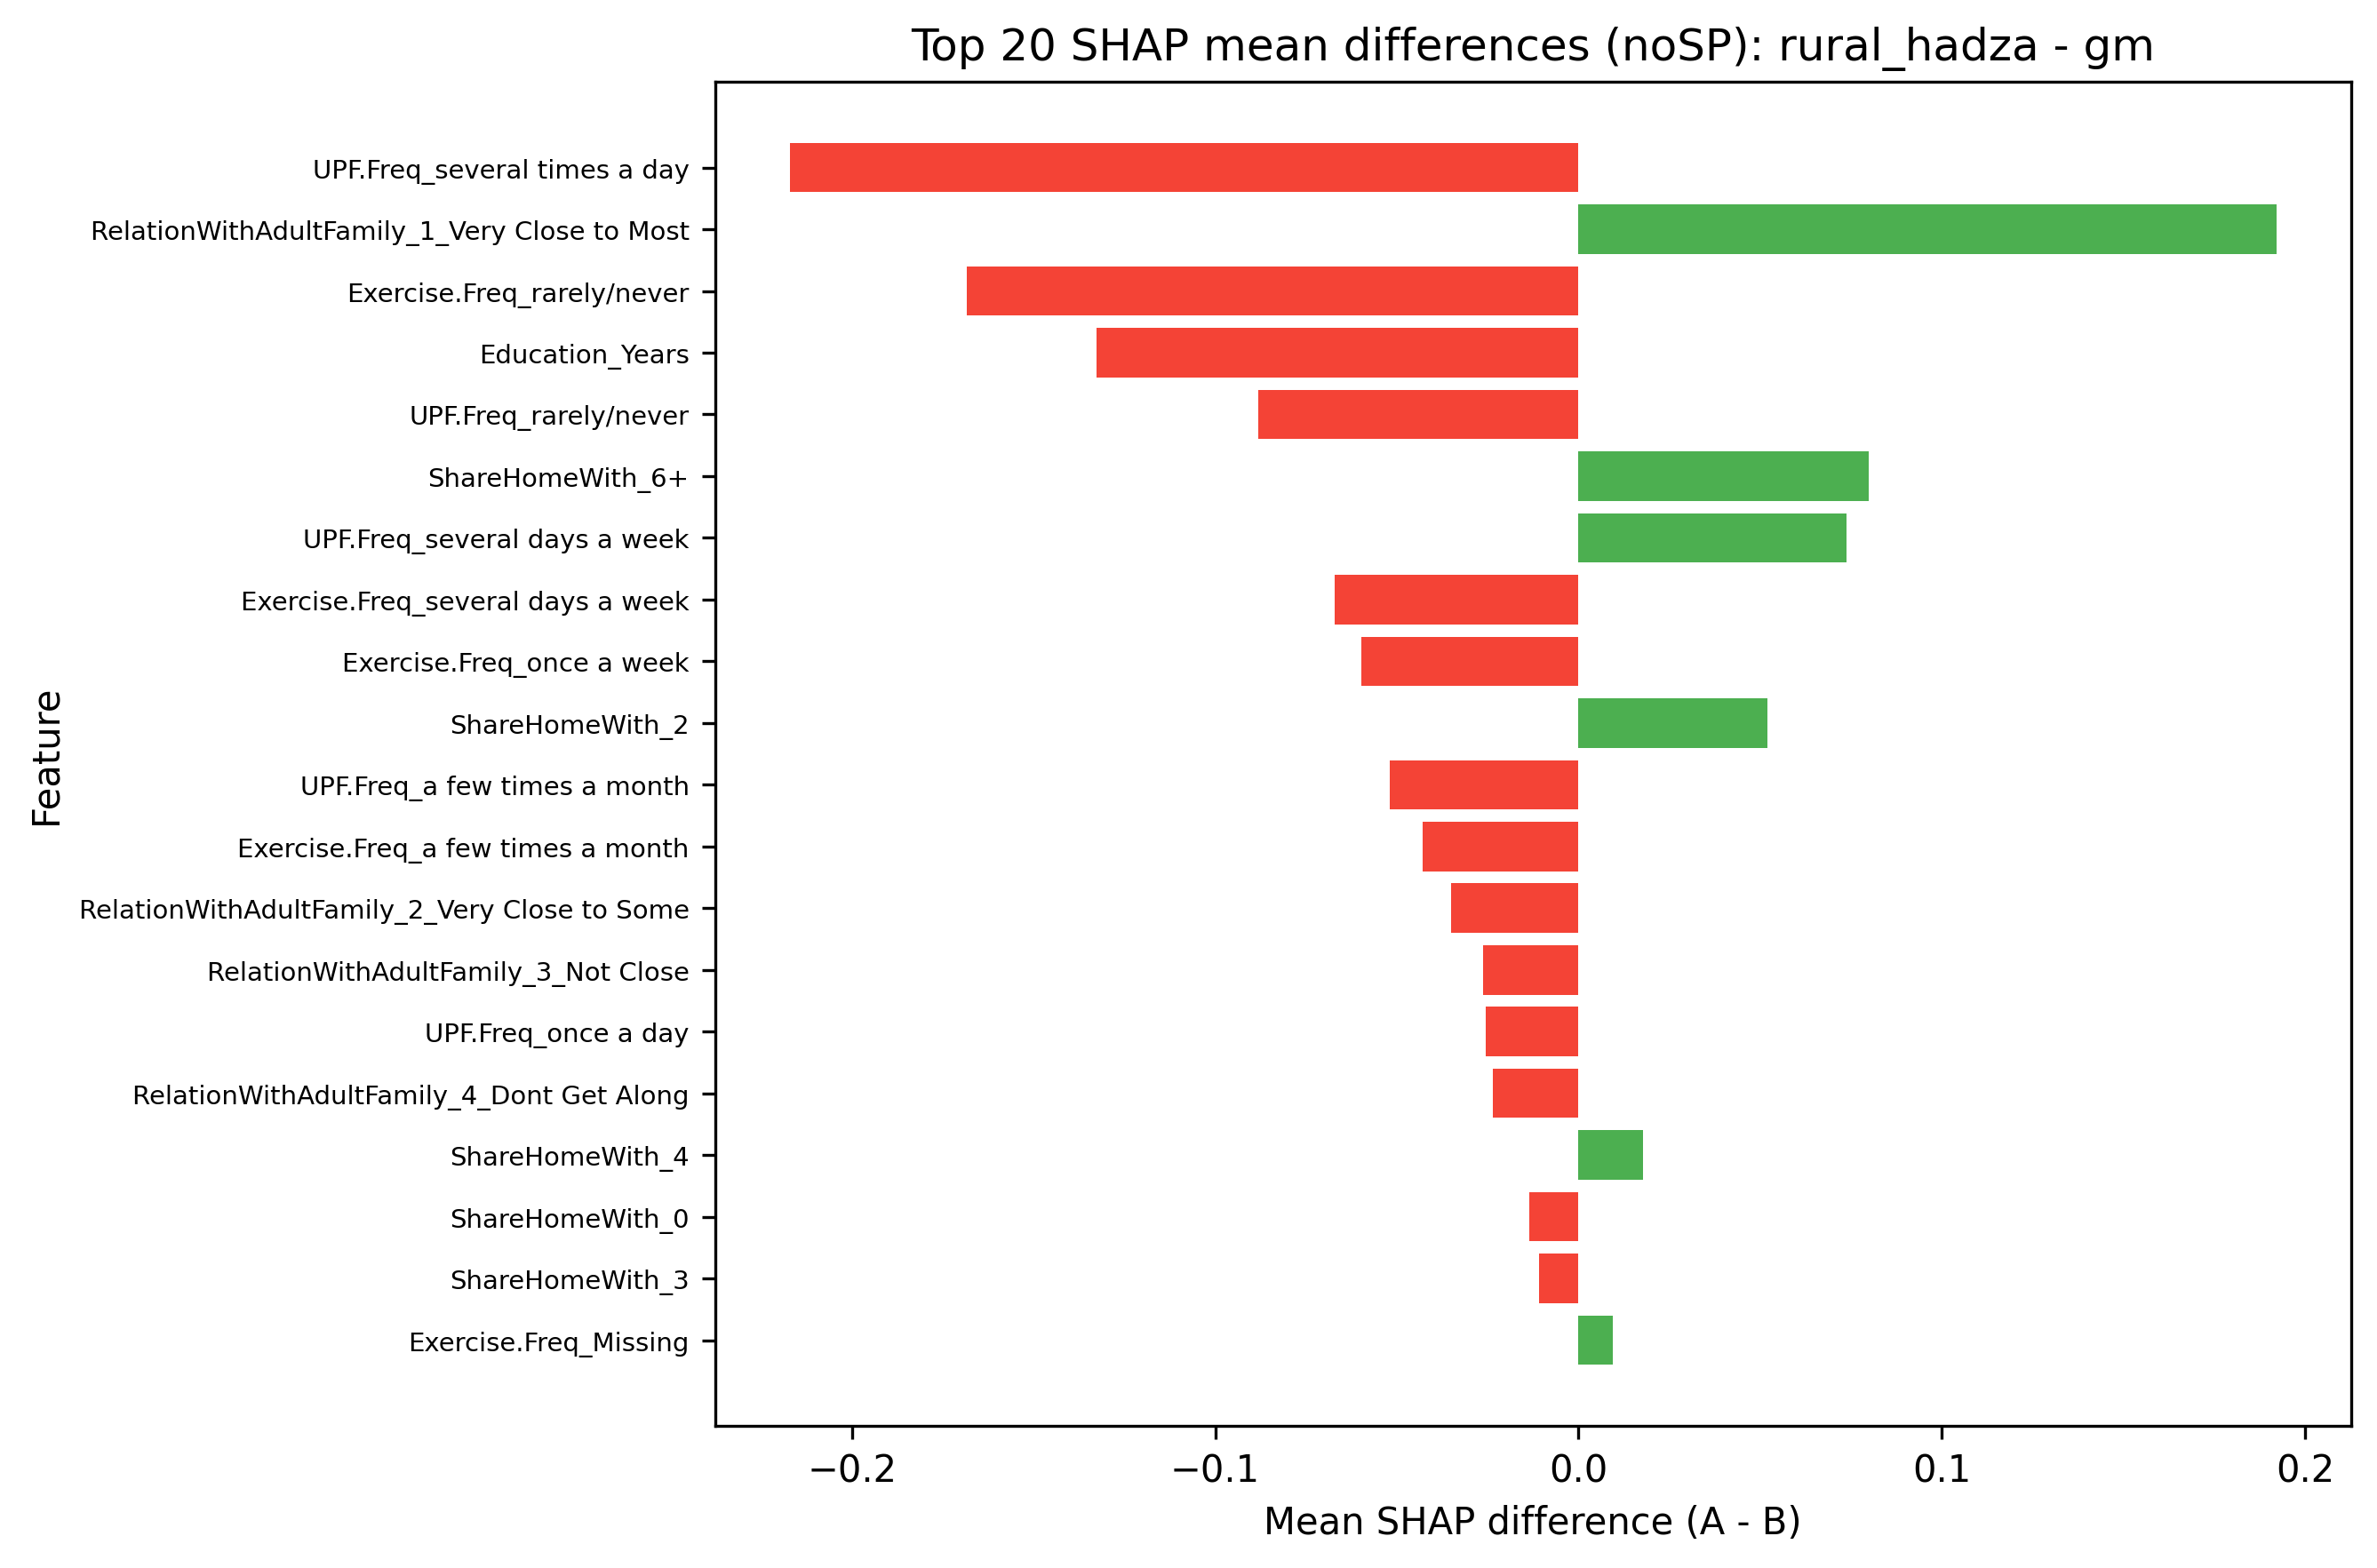 Top 20 SHAP mean differences (noSP): rural_hadza - gm
UPF.Freq_several times a day
RelationWithAdultFamily_1_Very Close to Most
Exercise.Freq_rarely/never
Education_Years
UPF.Freq_rarely/never
ShareHomeWith_6+
UPF.Freq_several days a week
Exercise.Freq_several days a week
Exercise.Freq_once a week
ShareHomeWith_2
UPF.Freq_a few times a month
Exercise.Freq_a few times a month
RelationWithAdultFamily_2_Very Close to Some
RelationWithAdultFamily_3_Not Close
UPF.Freq_once a day
RelationWithAdultFamily_4_Dont Get Along
ShareHomeWith_4
ShareHomeWith_0
ShareHomeWith_3
Exercise.Freq_Missing
Feature
−0.2 −0.1 0.0 0.1 0.2
Mean SHAP difference (A - B)